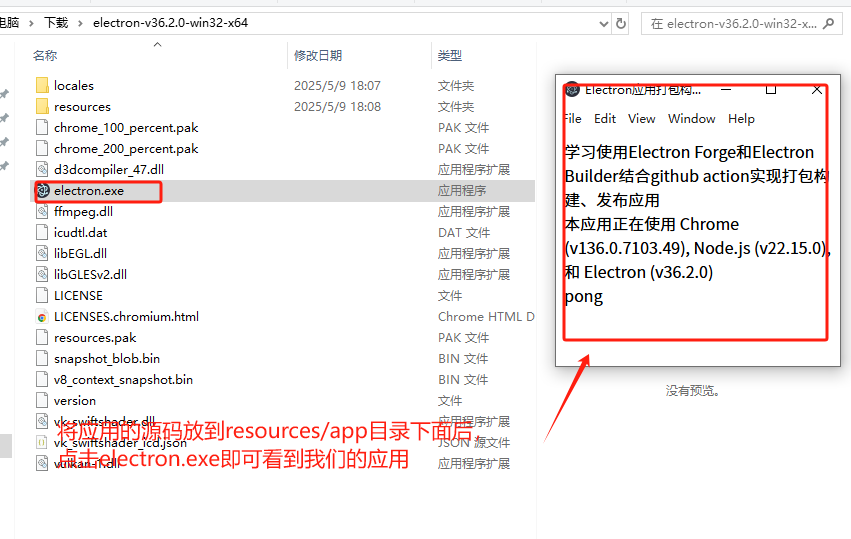 电脑 › 下载 › electron-v36.2.0-win32-x64
在 electron-v36.2.0-win32-x...
名称 修改日期 类型
locales 2025/5/9 18:07 文件夹
resources 2025/5/9 18:08 文件夹
chrome_100_percent.pak PAK 文件
chrome_200_percent.pak PAK 文件
d3dcompiler_47.dll 应用程序扩展
electron.exe 应用程序
ffmpeg.dll 应用程序扩展
icudtl.dat DAT 文件
libEGL.dll 应用程序扩展
libGLESv2.dll 应用程序扩展
LICENSE 文件
LICENSES.chromium.html Chrome HTML D
resources.pak PAK 文件
snapshot_blob.bin BIN 文件
v8_context_snapshot.bin BIN 文件
version 文件
vk_swiftshader.dll 应用程序扩展
vk_swiftshader_icd.json JSON 源文件
vulkan-1.dll 应用程序扩展
将应用的源码放到resources/app目录下面后，
点击electron.exe即可看到我们的应用
Electron应用打包构...
File Edit View Window Help
学习使用Electron Forge和Electron
Builder结合github action实现打包构
建、发布应用
本应用正在使用 Chrome
(v136.0.7103.49), Node.js (v22.15.0),
和 Electron (v36.2.0)
pong
没有预览。